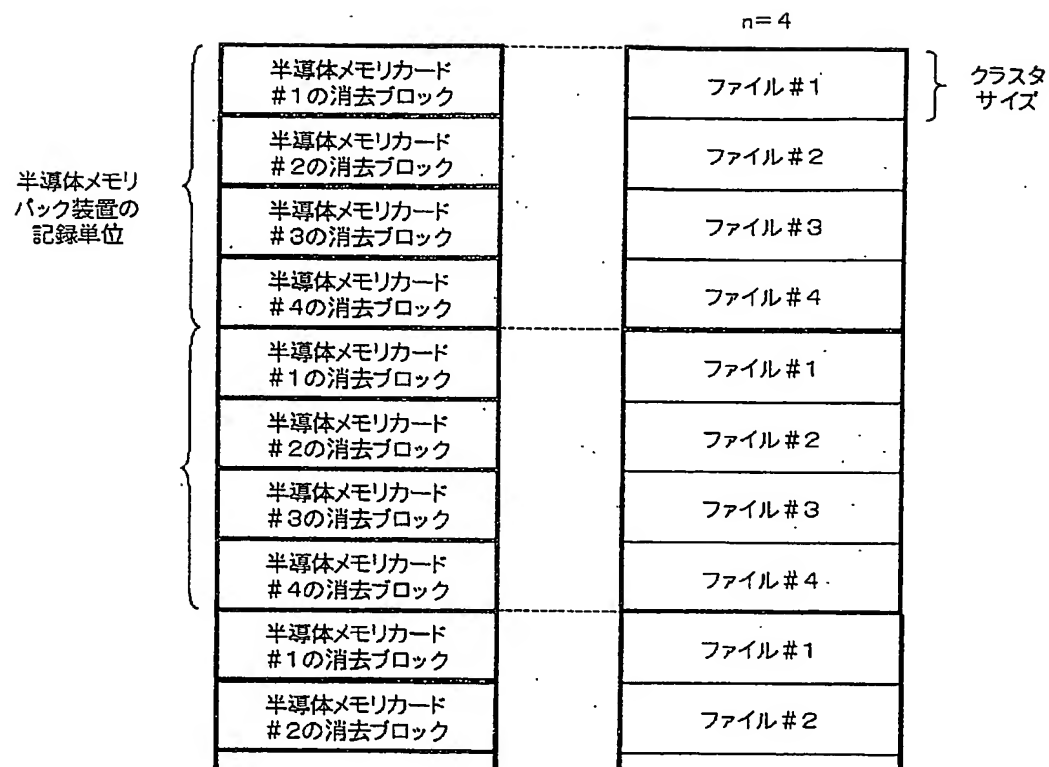 n=4
半導体メモリカード
#1の消去ブロック
ファイル#1
クラスタ
サイズ
半導体メモリカード
#2の消去ブロック
ファイル#2
半導体メモリ
パック装置の
記録単位
半導体メモリカード
#3の消去ブロック
ファイル#3
半導体メモリカード
#4の消去ブロック
ファイル#4
半導体メモリカード
#1の消去ブロック
ファイル#1
半導体メモリカード
#2の消去ブロック
ファイル#2
半導体メモリカード
#3の消去ブロック
ファイル#3
半導体メモリカード
#4の消去ブロック
ファイル#4
半導体メモリカード
#1の消去ブロック
ファイル#1
半導体メモリカード
#2の消去ブロック
ファイル#2